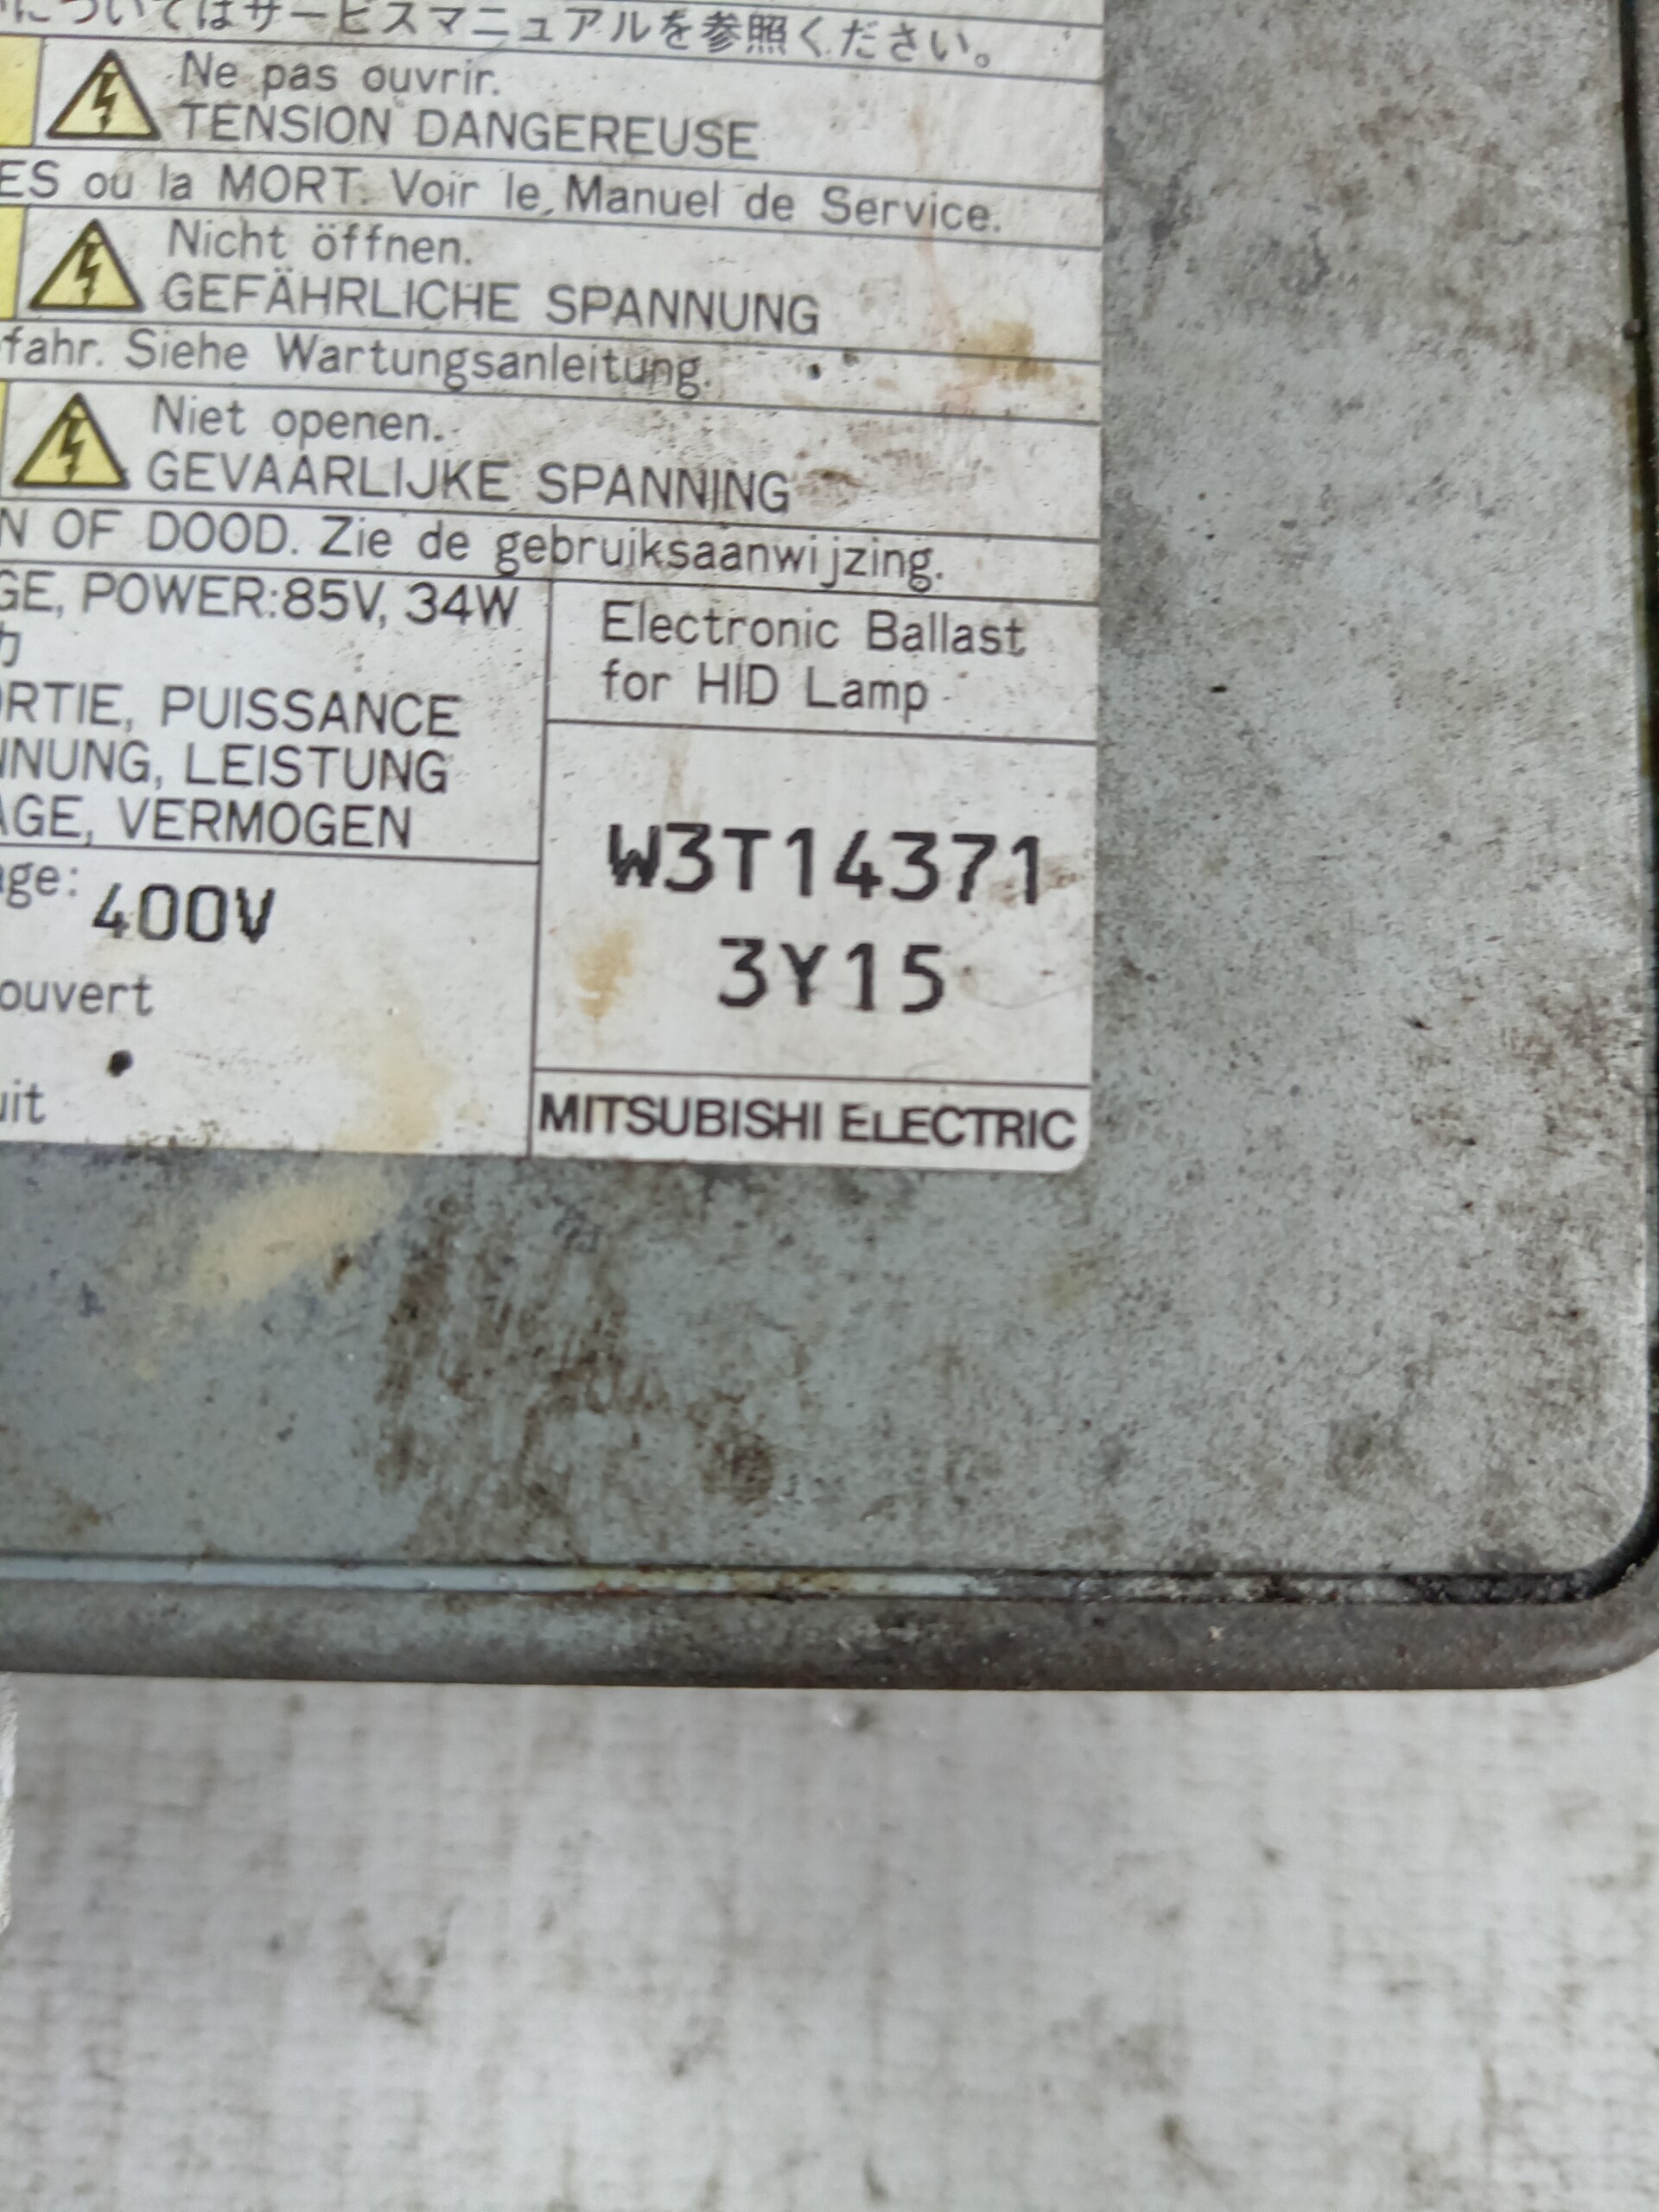 についてはサービスマニュアルを参照ください。
Ne pas ouvrir.
TENSION DANGEREUSE
ES ou la MORT. Voir le Manuel de Service.
Nicht öffnen.
GEFÄHRLICHE SPANNUNG
fahr. Siehe Wartungsanleitung.
Niet openen.
GEVAARLIJKE SPANNING
N OF DOOD. Zie de gebruiksaanwijzing.
GE, POWER:85V, 34W
力
ORTIE, PUISSANCE
NNUNG, LEISTUNG
AGE, VERMOGEN
age: 400V
ouvert
uit
Electronic Ballast
for HID Lamp
W3T14371
3Y15
MITSUBISHI ELECTRIC